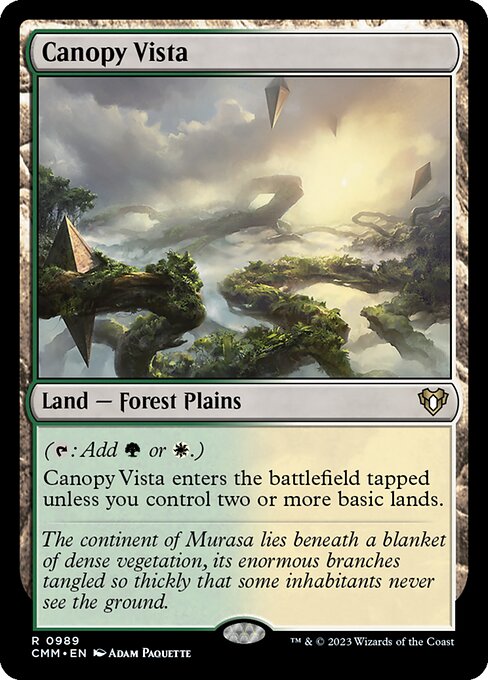 Canopy Vista
Land — Forest Plains
(: Add or .)
Canopy Vista enters the battlefield tapped
unless you control two or more basic lands.
The continent of Murasa lies beneath a blanket
of dense vegetation, its enormous branches
tangled so thickly that some inhabitants never
see the ground.
R 0989
CMM • EN Adam Paquette
™ & © 2023 Wizards of the Coast